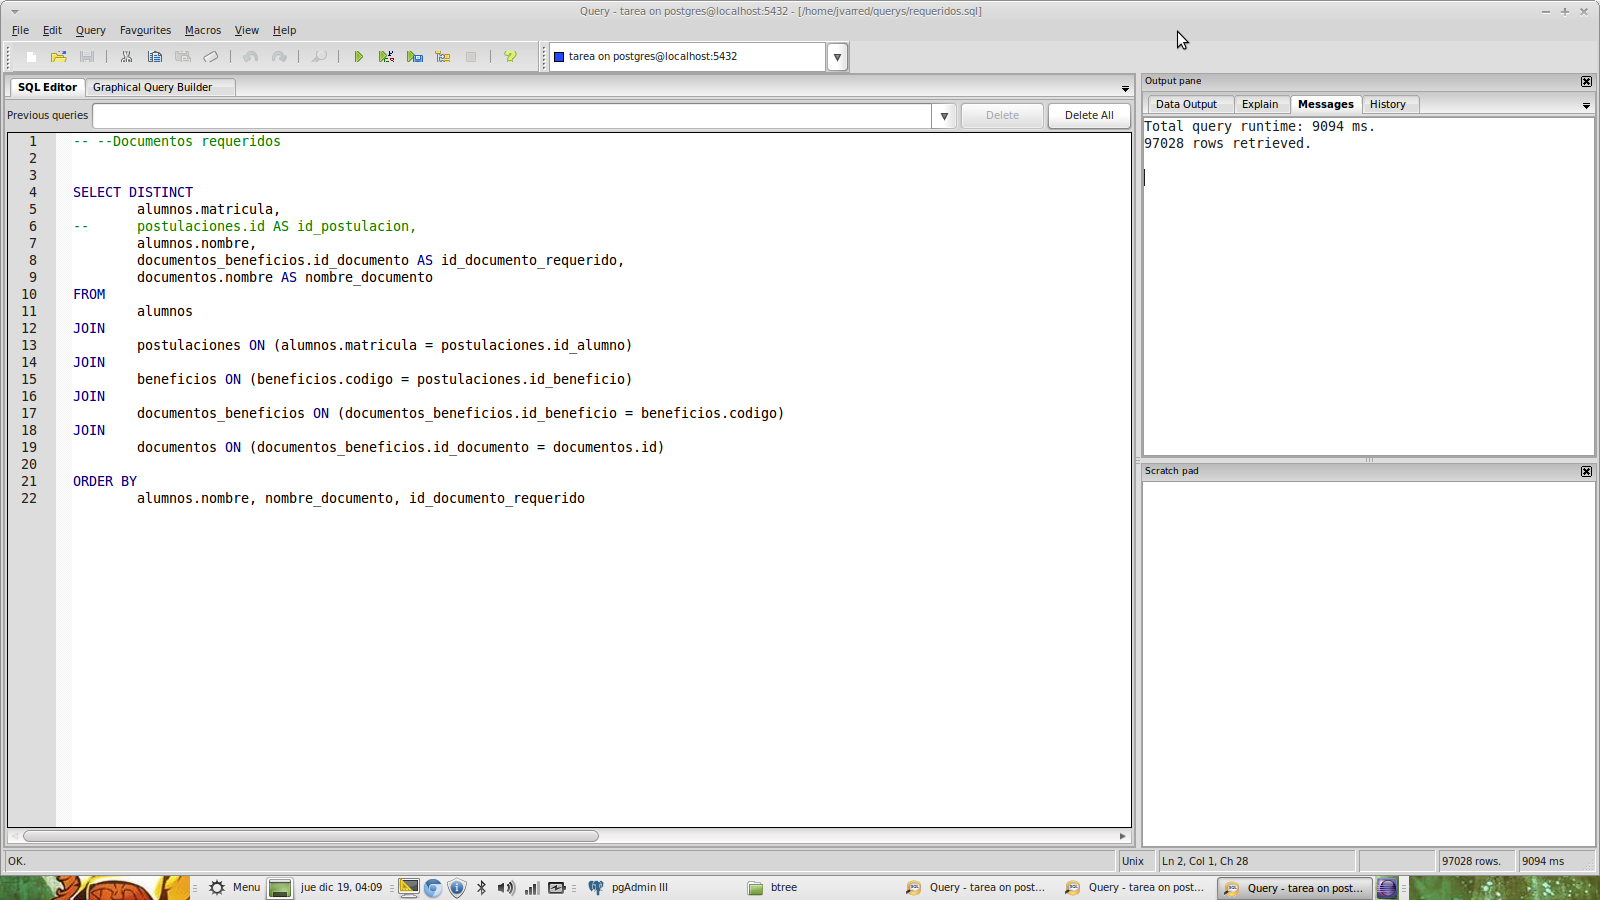 Query - tarea on postgres@localhost:5432 - [/home/jvarred/querys/requeridos.sql]
File Edit Query Favourites Macros View Help
tarea on postgres@localhost:5432
SQL Editor Graphical Query Builder
Previous queries Delete Delete All
1 -- --Documentos requeridos
2
3
4 SELECT DISTINCT
5 alumnos.matricula,
6 -- postulaciones.id AS id_postulacion,
7 alumnos.nombre,
8 documentos_beneficios.id_documento AS id_documento_requerido,
9 documentos.nombre AS nombre_documento
10 FROM
11 alumnos
12 JOIN
13 postulaciones ON (alumnos.matricula = postulaciones.id_alumno)
14 JOIN
15 beneficios ON (beneficios.codigo = postulaciones.id_beneficio)
16 JOIN
17 documentos_beneficios ON (documentos_beneficios.id_beneficio = beneficios.codigo)
18 JOIN
19 documentos ON (documentos_beneficios.id_documento = documentos.id)
20
21 ORDER BY
22 alumnos.nombre, nombre_documento, id_documento_requerido
Output pane
Data Output Explain Messages History
Total query runtime: 9094 ms.
97028 rows retrieved.
Scratch pad
OK. Unix Ln 2, Col 1, Ch 28 97028 rows. 9094 ms
Menu jue dic 19, 04:09 pgAdmin III btree Query - tarea on post... Query - tarea on post... Query - tarea on post...